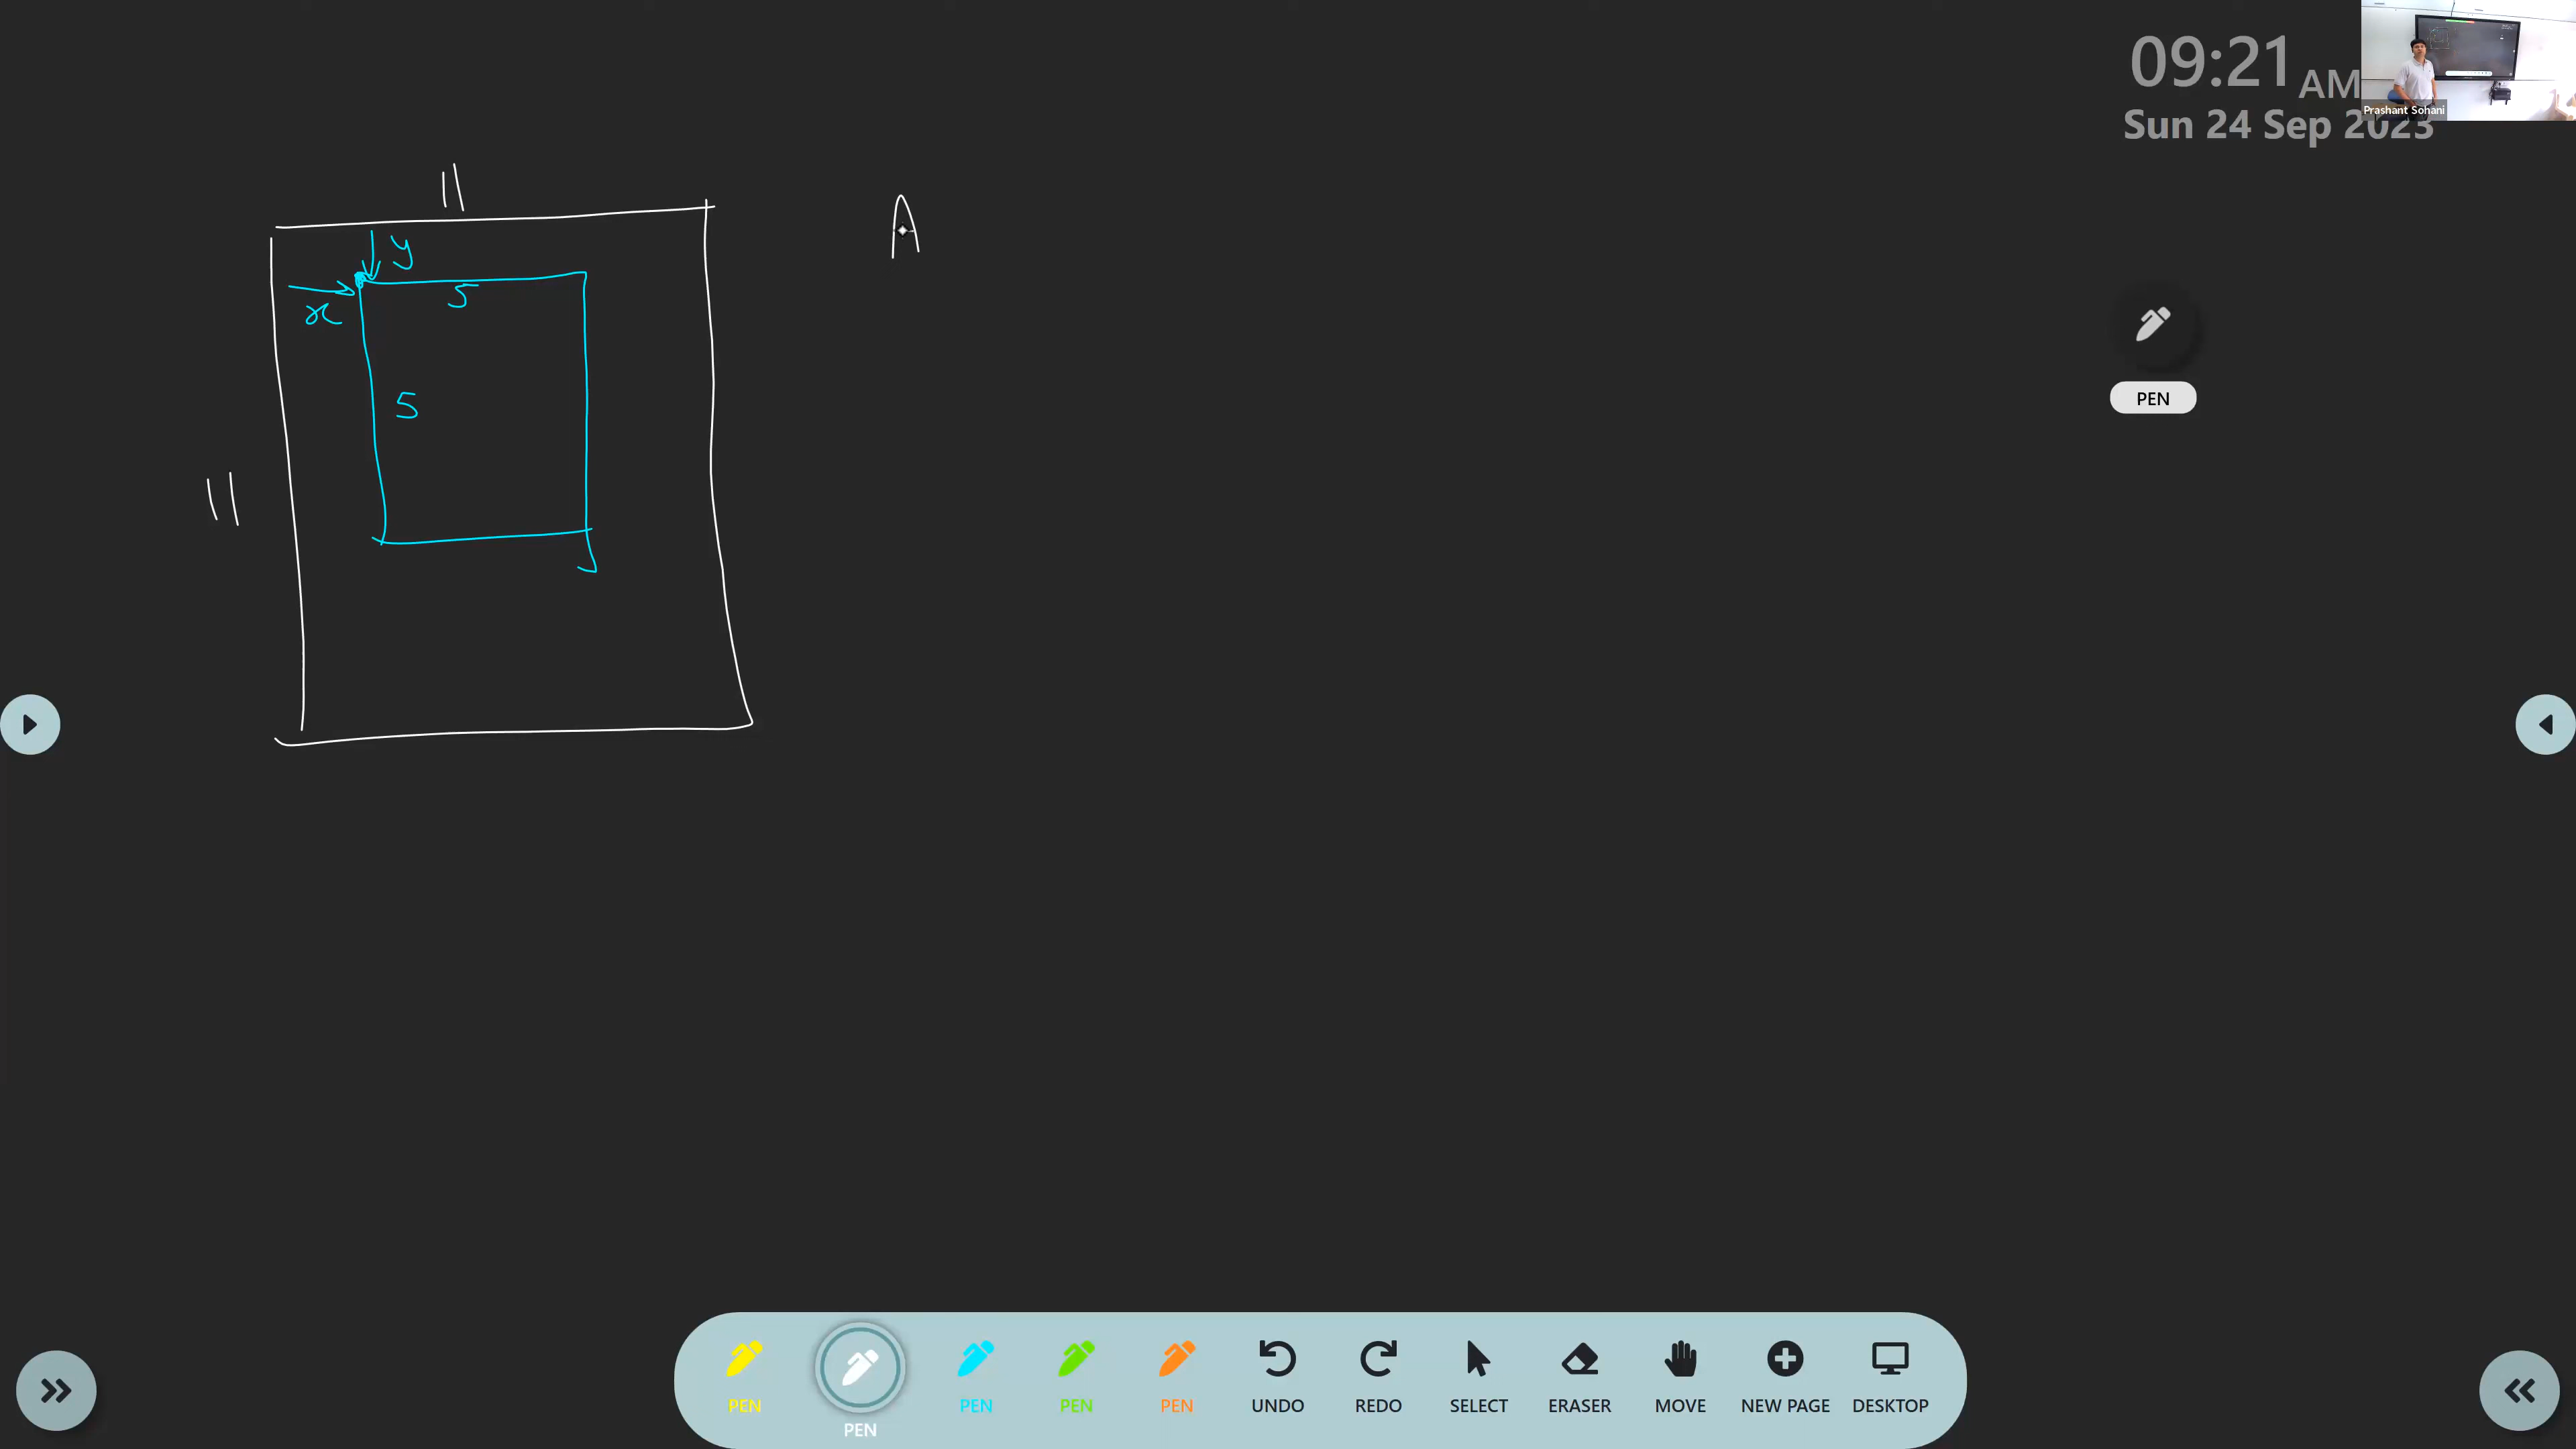 09:21 AM
Sun 24 Sep 2023
Prashant Sohani
11
A
y
x
5
5
11
PEN
PEN
PEN
PEN
PEN
PEN
UNDO
REDO
SELECT
ERASER
MOVE
NEW PAGE
DESKTOP